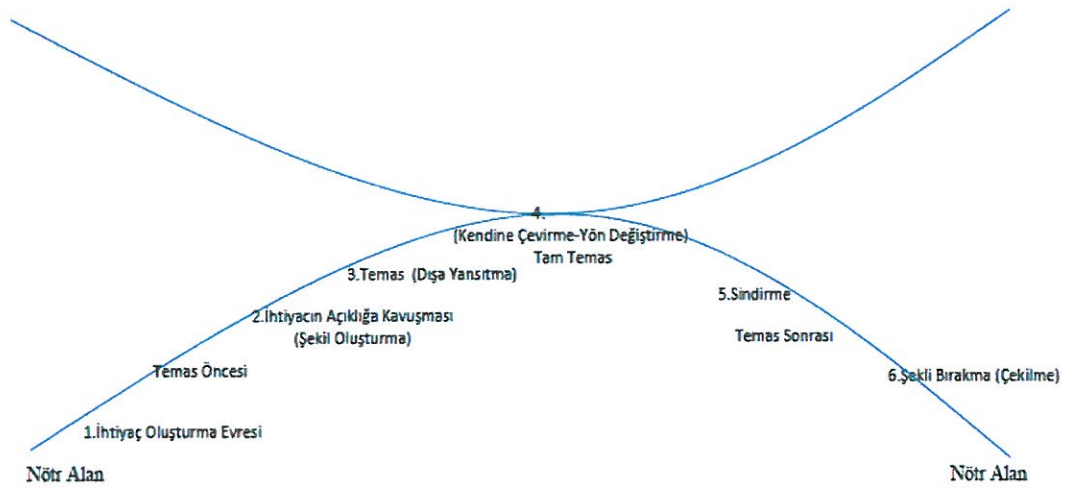 4.
(Kendine Çevirme-Yön Değiştirme)
Tam Temas
3.Temas (Dışa Yansıtma)
5.Sindirme
2.İhtiyacın Açıklığa Kavuşması
(Şekil Oluşturma)
Temas Sonrası
Temas Öncesi
6.Şekli Bırakma (Çekilme)
1.İhtiyaç Oluşturma Evresi
Nötr Alan
Nötr Alan